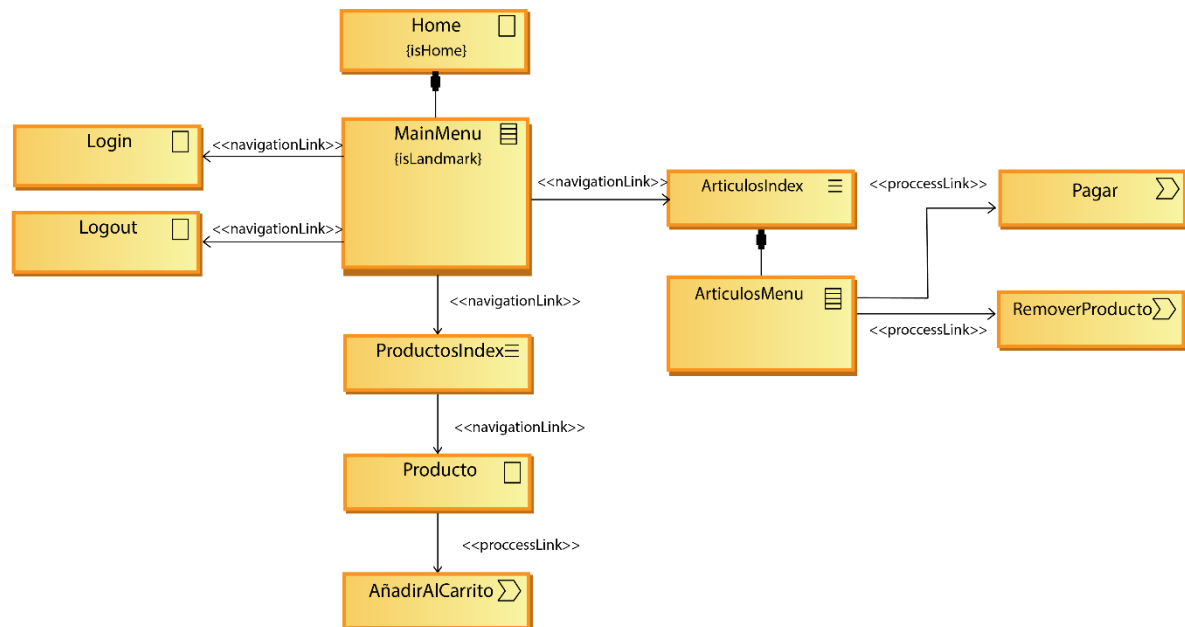 Home
{isHome}
Login
<<navigationLink>>
MainMenu
{isLandmark}
<<navigationLink>>
ArticulosIndex
<<proccessLink>>
Pagar
Logout
<<navigationLink>>
ArticulosMenu
RemoverProducto
<<proccessLink>>
<<navigationLink>>
ProductosIndex
<<navigationLink>>
Producto
<<proccessLink>>
AñadirAlCarrito